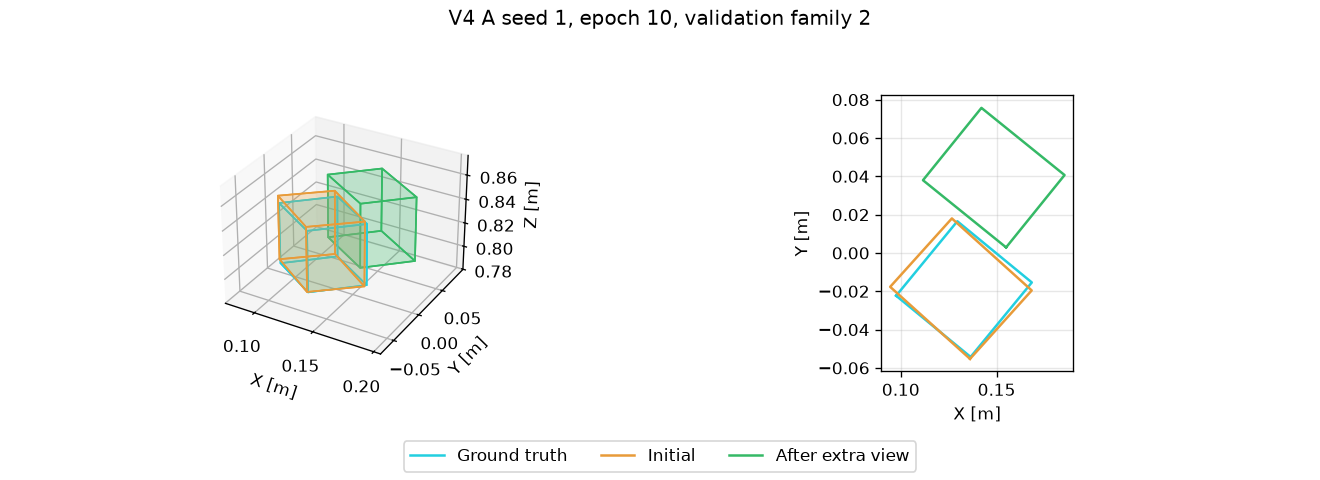 V4 A seed 1, epoch 10, validation family 2
0.86
0.84
0.82
0.80
0.78
Z [m]
0.10
0.15
0.20
X [m]
−0.05
0.00
0.05
Y [m]
0.08
0.06
0.04
0.02
0.00
−0.02
−0.04
−0.06
Y [m]
0.10 0.15
X [m]
Ground truth Initial After extra view